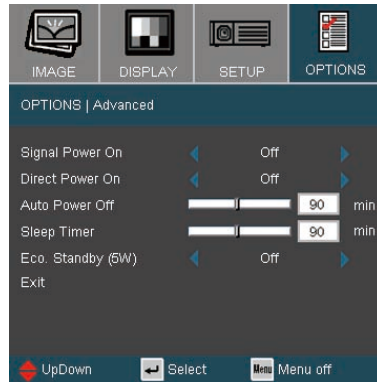 IMAGE DISPLAY SETUP OPTIONS
OPTIONS | Advanced
Signal Power On Off
Direct Power On Off
Auto Power Off 90 min
Sleep Timer 90 min
Eco. Standby (5W) Off
Exit
UpDown Select Menu Menu off